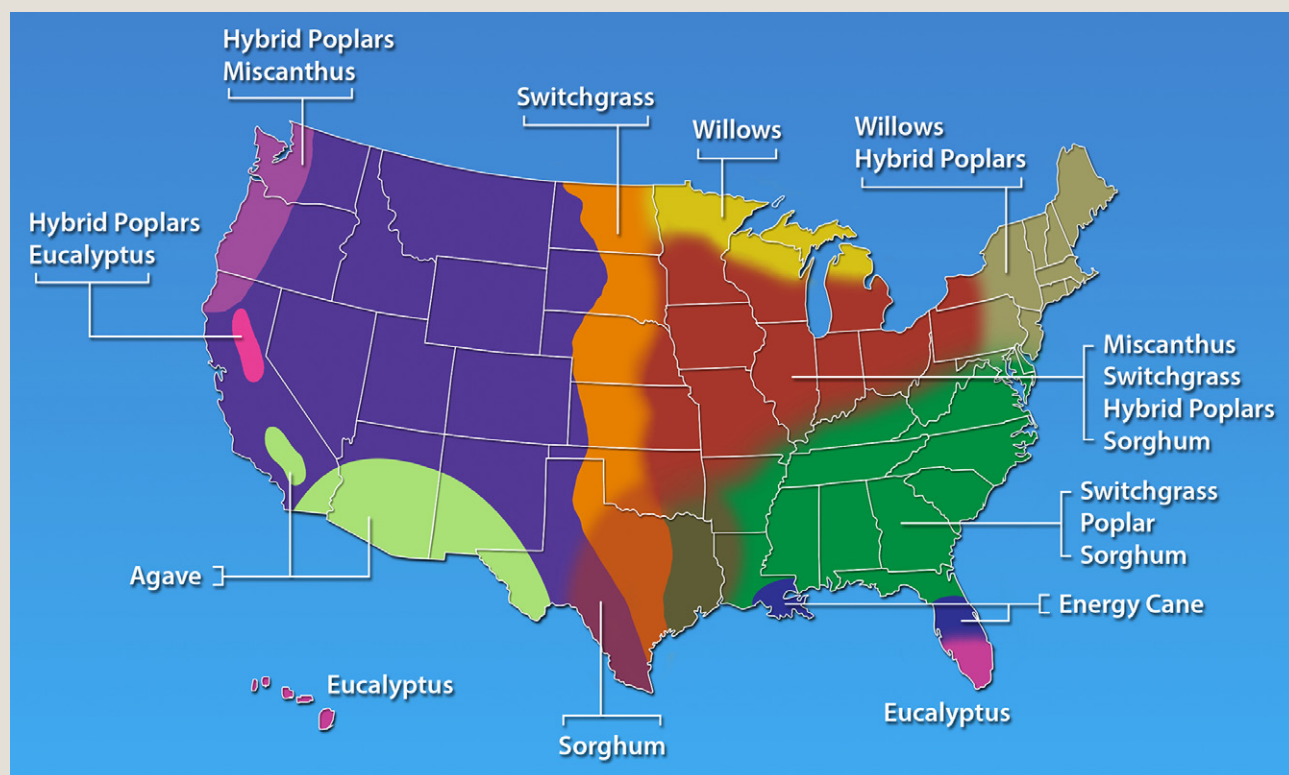 Hybrid Poplars
Miscanthus
Switchgrass
Willows
Willows
Hybrid Poplars
Hybrid Poplars
Eucalyptus
Miscanthus
Switchgrass
Hybrid Poplars
Sorghum
Switchgrass
Poplar
Sorghum
Agave
Energy Cane
Eucalyptus
Eucalyptus
Sorghum